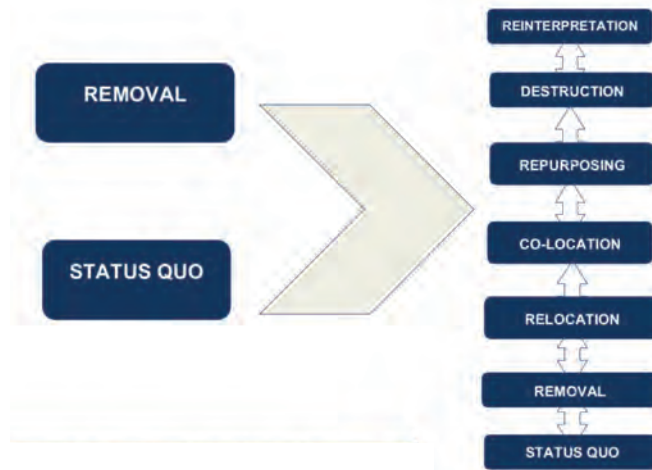 REMOVAL
STATUS QUO
REINTERPRETATION
DESTRUCTION
REPURPOSING
CO-LOCATION
RELOCATION
REMOVAL
STATUS QUO